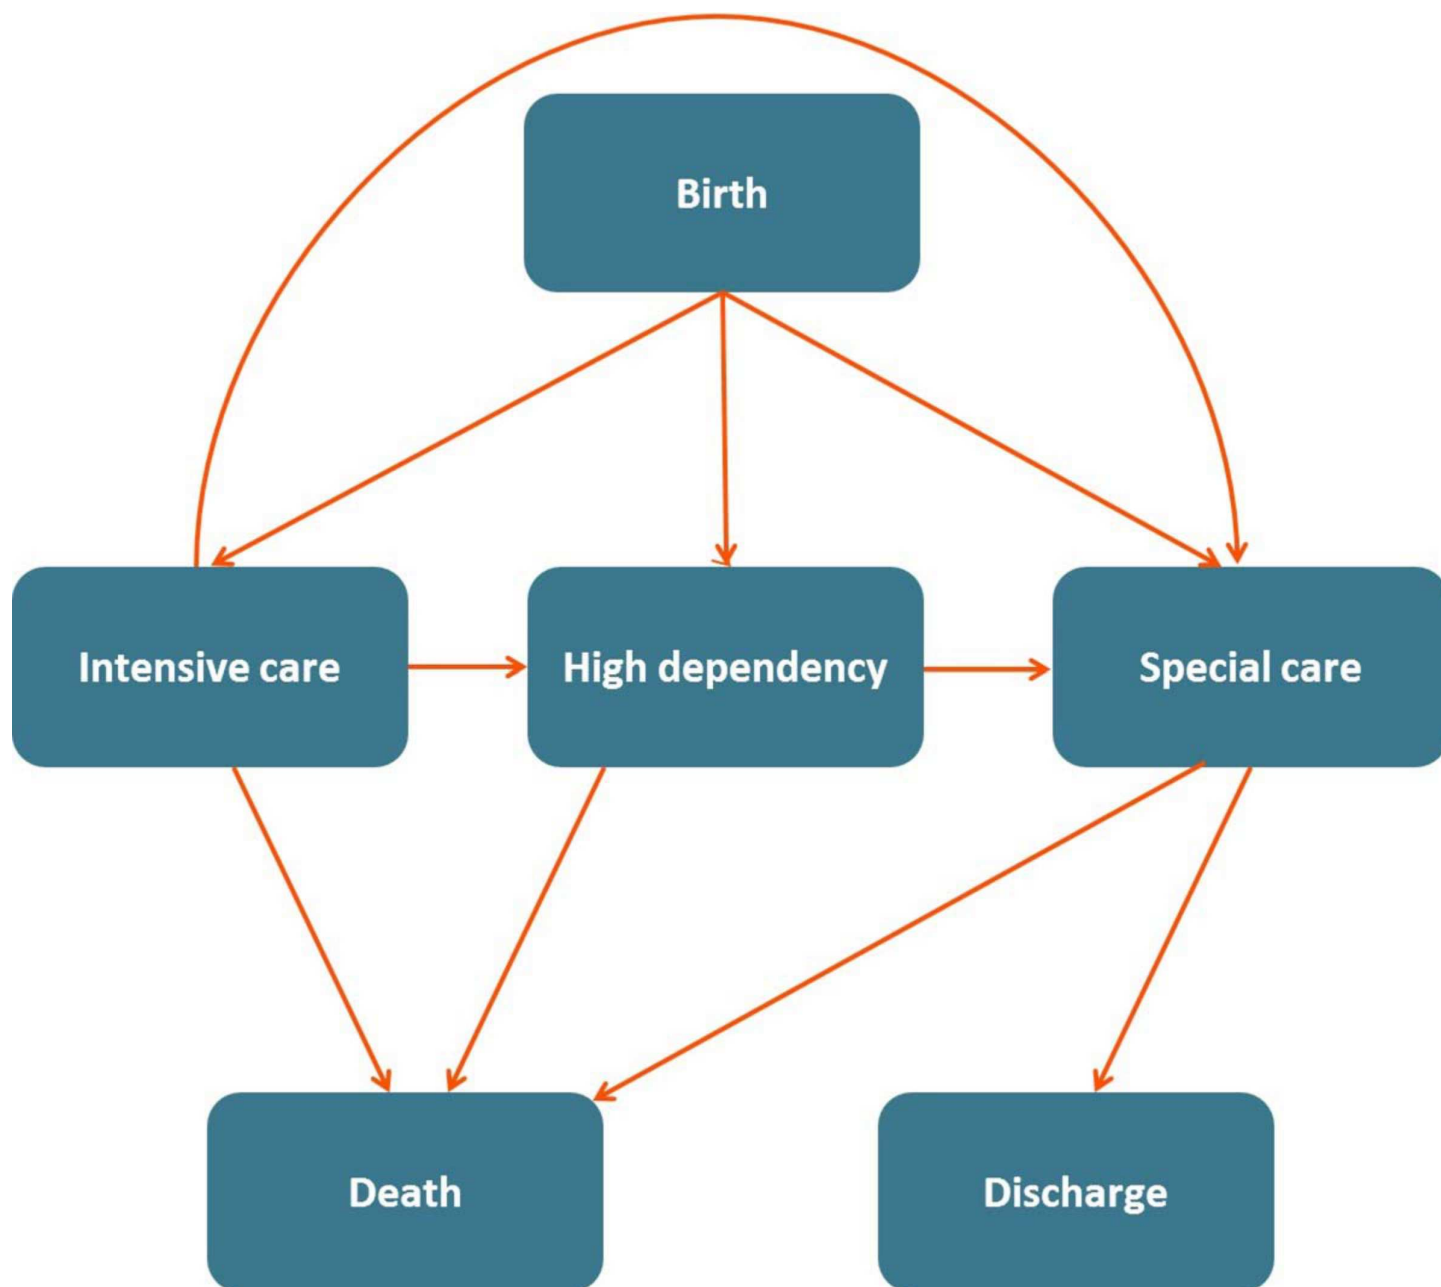 Birth
Intensive care
High dependency
Special care
Death
Discharge